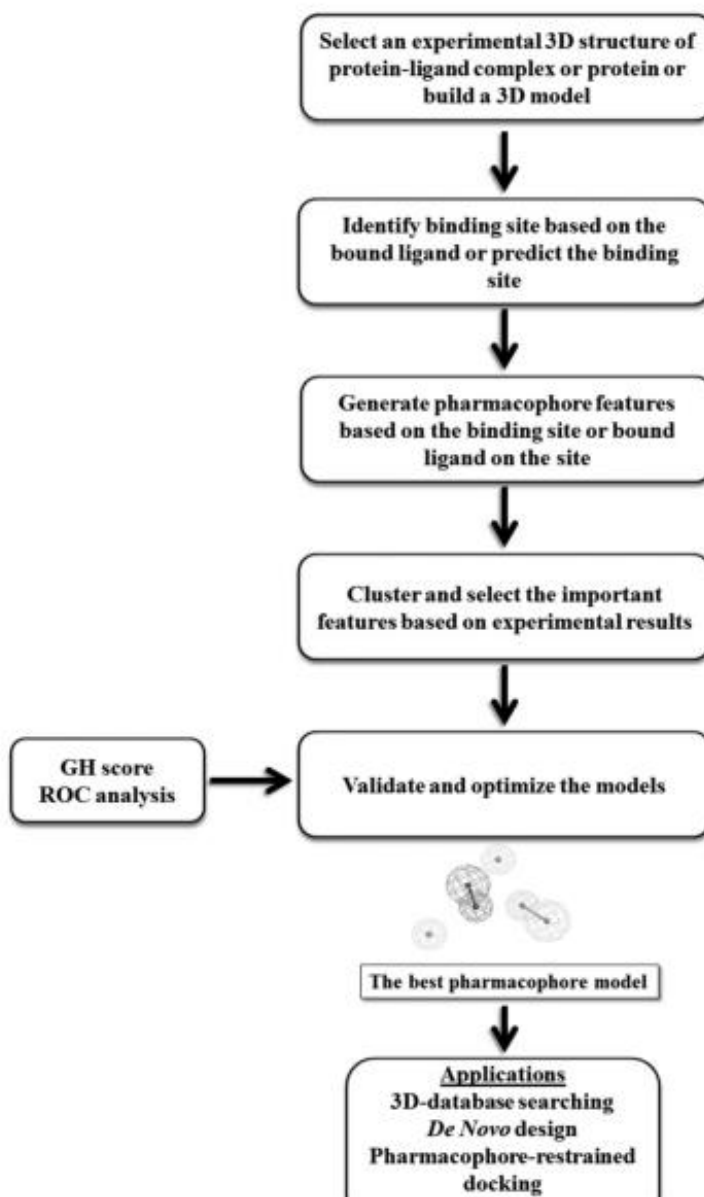 Select an experimental 3D structure of
protein-ligand complex or protein or
build a 3D model
Identify binding site based on the
bound ligand or predict the binding
site
Generate pharmacophore features
based on the binding site or bound
ligand on the site
Cluster and select the important
features based on experimental results
GH score
ROC analysis
Validate and optimize the models
The best pharmacophore model
Applications
3D-database searching
De Novo design
Pharmacophore-restrained
docking